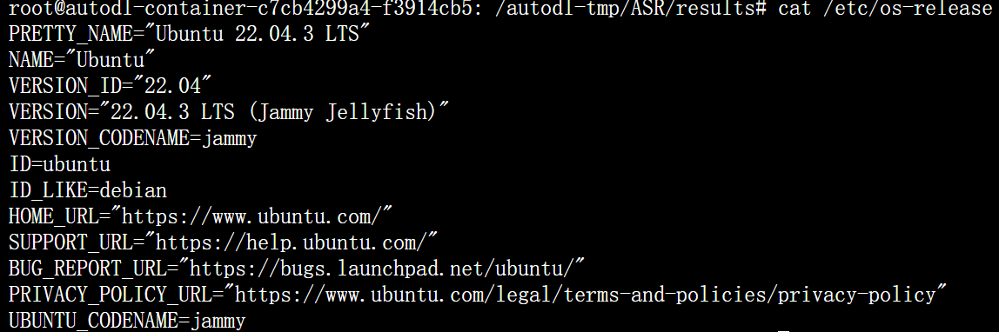 root@autodl-container-c7cb4299a4-f3914cb5: /autodl-tmp/ASR/results# cat /etc/os-release
PRETTY_NAME="Ubuntu 22.04.3 LTS"
NAME="Ubuntu"
VERSION_ID="22.04"
VERSION="22.04.3 LTS (Jammy Jellyfish)"
VERSION_CODENAME=jammy
ID=ubuntu
ID_LIKE=debian
HOME_URL="https://www.ubuntu.com/"
SUPPORT_URL="https://help.ubuntu.com/"
BUG_REPORT_URL="https://bugs.launchpad.net/ubuntu/"
PRIVACY_POLICY_URL="https://www.ubuntu.com/legal/terms-and-policies/privacy-policy"
UBUNTU_CODENAME=jammy